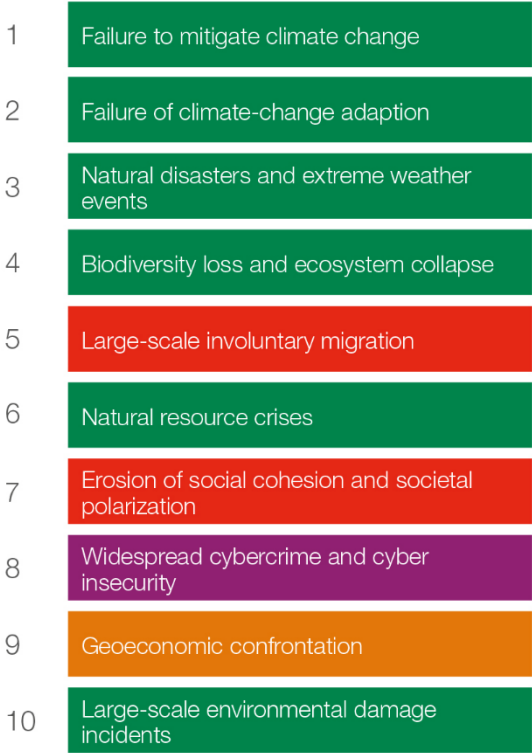 1
Failure to mitigate climate change
2
Failure of climate-change adaption
3
Natural disasters and extreme weather
events
4
Biodiversity loss and ecosystem collapse
5
Large-scale involuntary migration
6
Natural resource crises
7
Erosion of social cohesion and societal
polarization
8
Widespread cybercrime and cyber
insecurity
9
Geoeconomic confrontation
10
Large-scale environmental damage
incidents